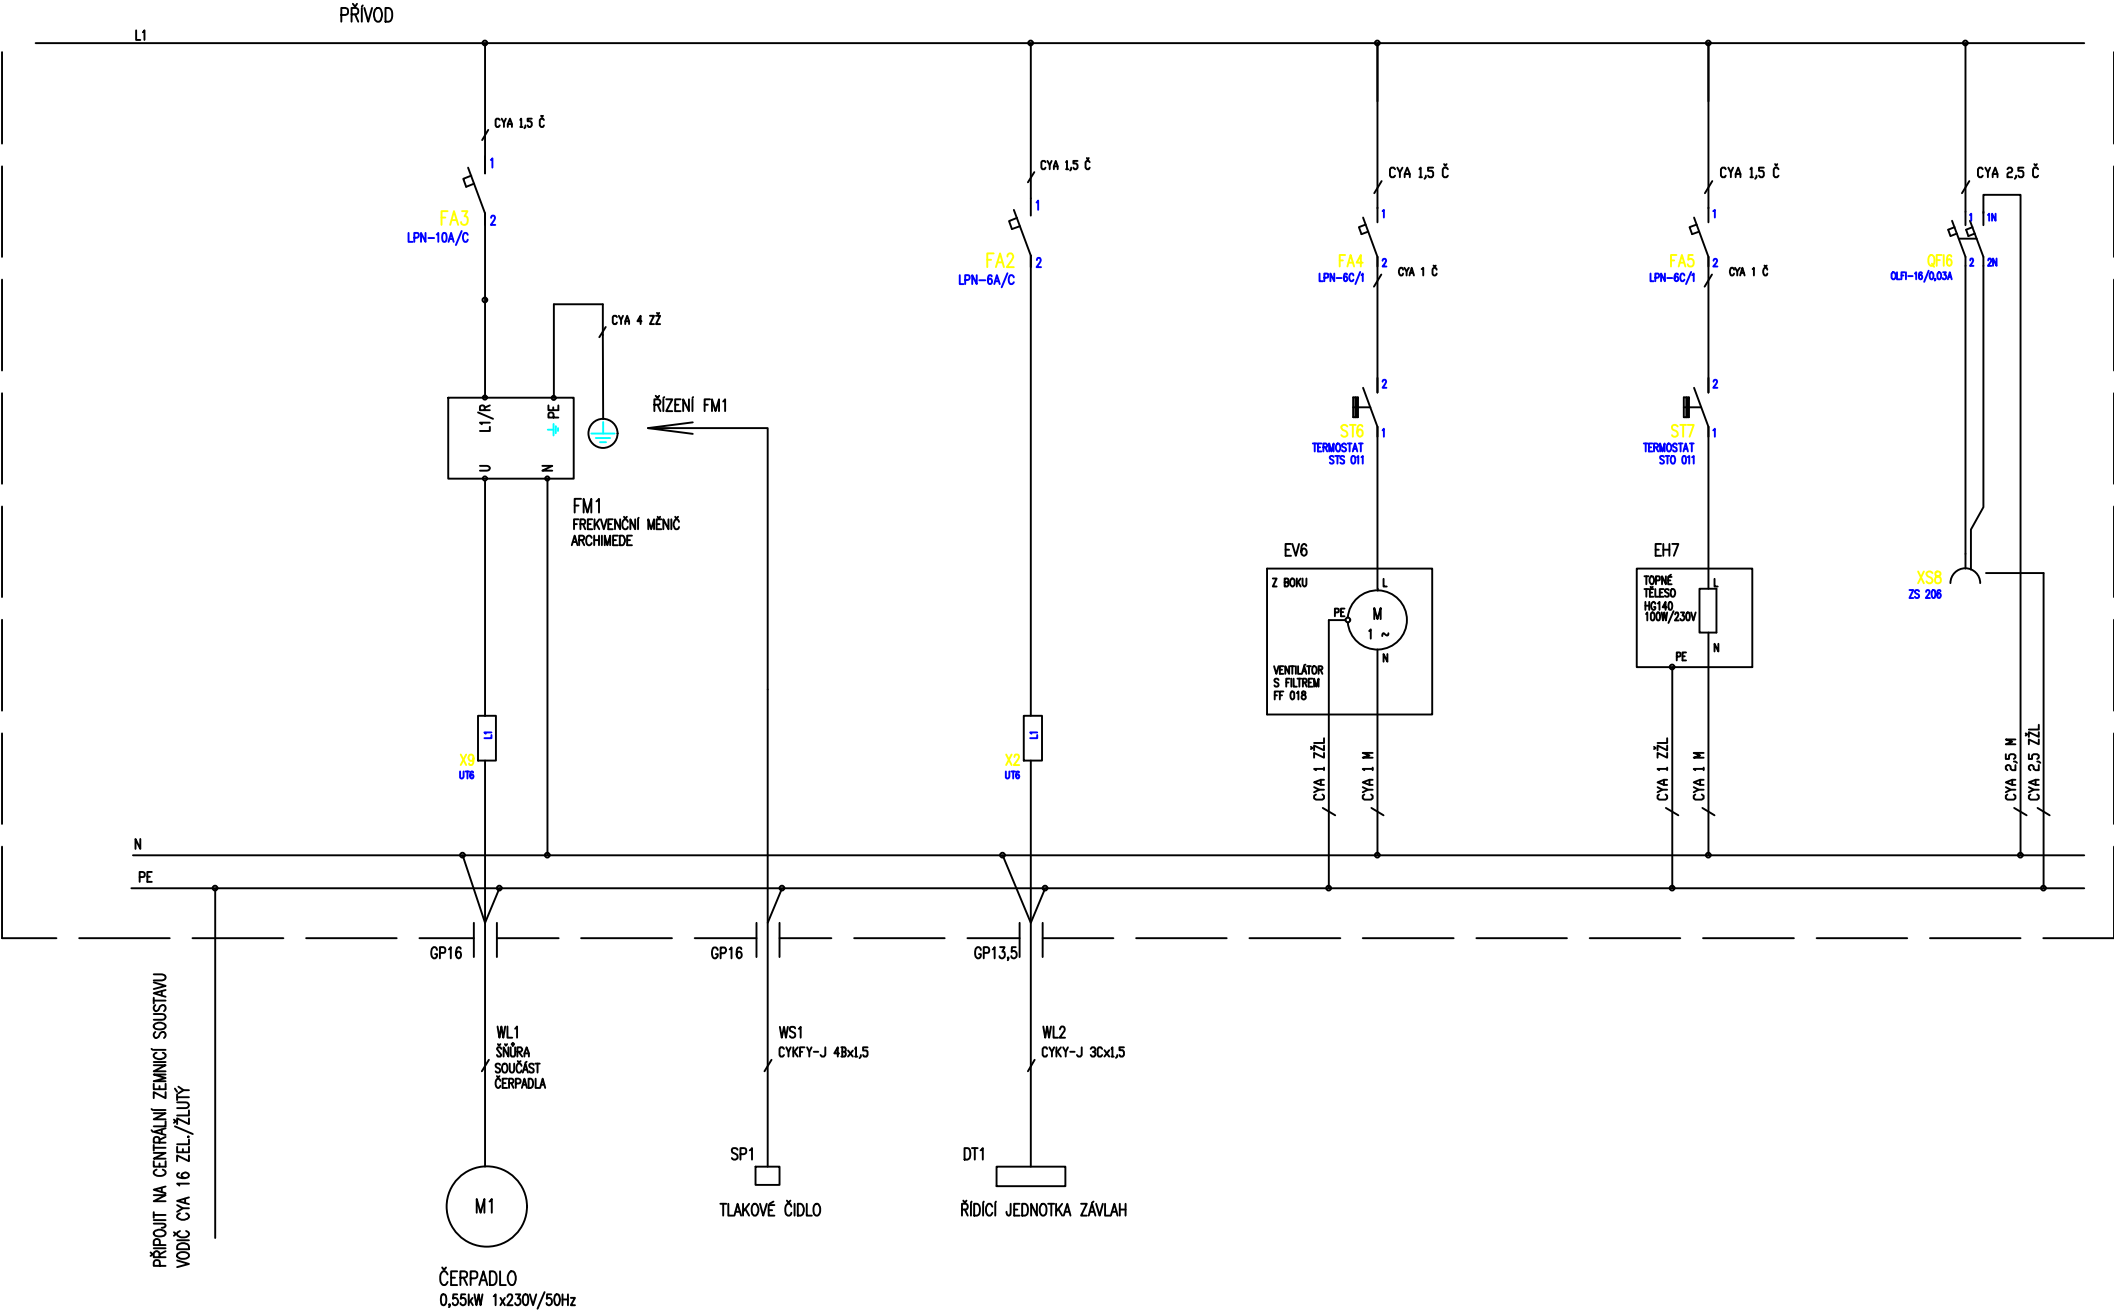 PŘÍVOD
L1
CYA 1,5 Č
1
FA3
2
LPN-10A/C
CYA 4 ZŽ
L1/R
PE
U
N
FM1
FREKVENČNÍ MĚNIČ
ARCHIMEDE
ŘÍZENÍ FM1
L1
X9
UT6
CYA 1,5 Č
1
FA2
2
LPN-6A/C
L1
X2
UT6
CYA 1,5 Č
1
FA4
2
LPN-6C/1
CYA 1 Č
2
ST6
1
TERMOSTAT
STS 011
EV6
Z BOKU
L
PE
M
1 ~
N
VENTILÁTOR
S FILTREM
FF 018
CYA 1 ZŽL
CYA 1 M
CYA 1,5 Č
1
FA5
2
LPN-6C/1
CYA 1 Č
2
ST7
1
TERMOSTAT
STO 011
EH7
TOPNÉ
TĚLESO
HG140
100W/230V
L
N
PE
CYA 1 ZŽL
CYA 1 M
CYA 2,5 Č
1
1N
QFI6
2
2N
OLFI-16/0,03A
XS8
ZS 206
CYA 2,5 M
CYA 2,5 ZŽL
N
PE
GP16
GP16
GP13,5
PŘIPOJIT NA CENTRÁLNÍ ZEMNICÍ SOUSTAVU
VODIČ CYA 16 ZEL./ŽLUTÝ
WL1
ŠŇŮRA
SOUČÁST
ČERPADLA
WS1
CYKFY-J 4Bx1,5
WL2
CYKY-J 3Cx1,5
M1
ČERPADLO
0,55kW 1x230V/50Hz
SP1
TLAKOVÉ ČIDLO
DT1
ŘÍDÍCÍ JEDNOTKA ZÁVLAH